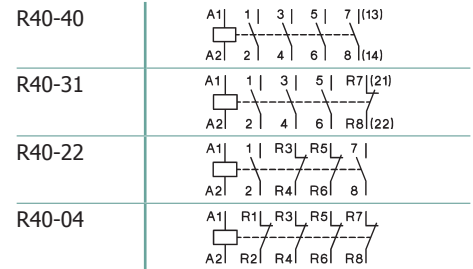 R40-40
A1 1 3 5 7 (13)
A2 2 4 6 8 (14)
R40-31
A1 1 3 5 R7 (21)
A2 2 4 6 R8 (22)
R40-22
A1 1 R3 R5 7
A2 2 R4 R6 8
R40-04
A1 R1 R3 R5 R7
A2 R2 R4 R6 R8